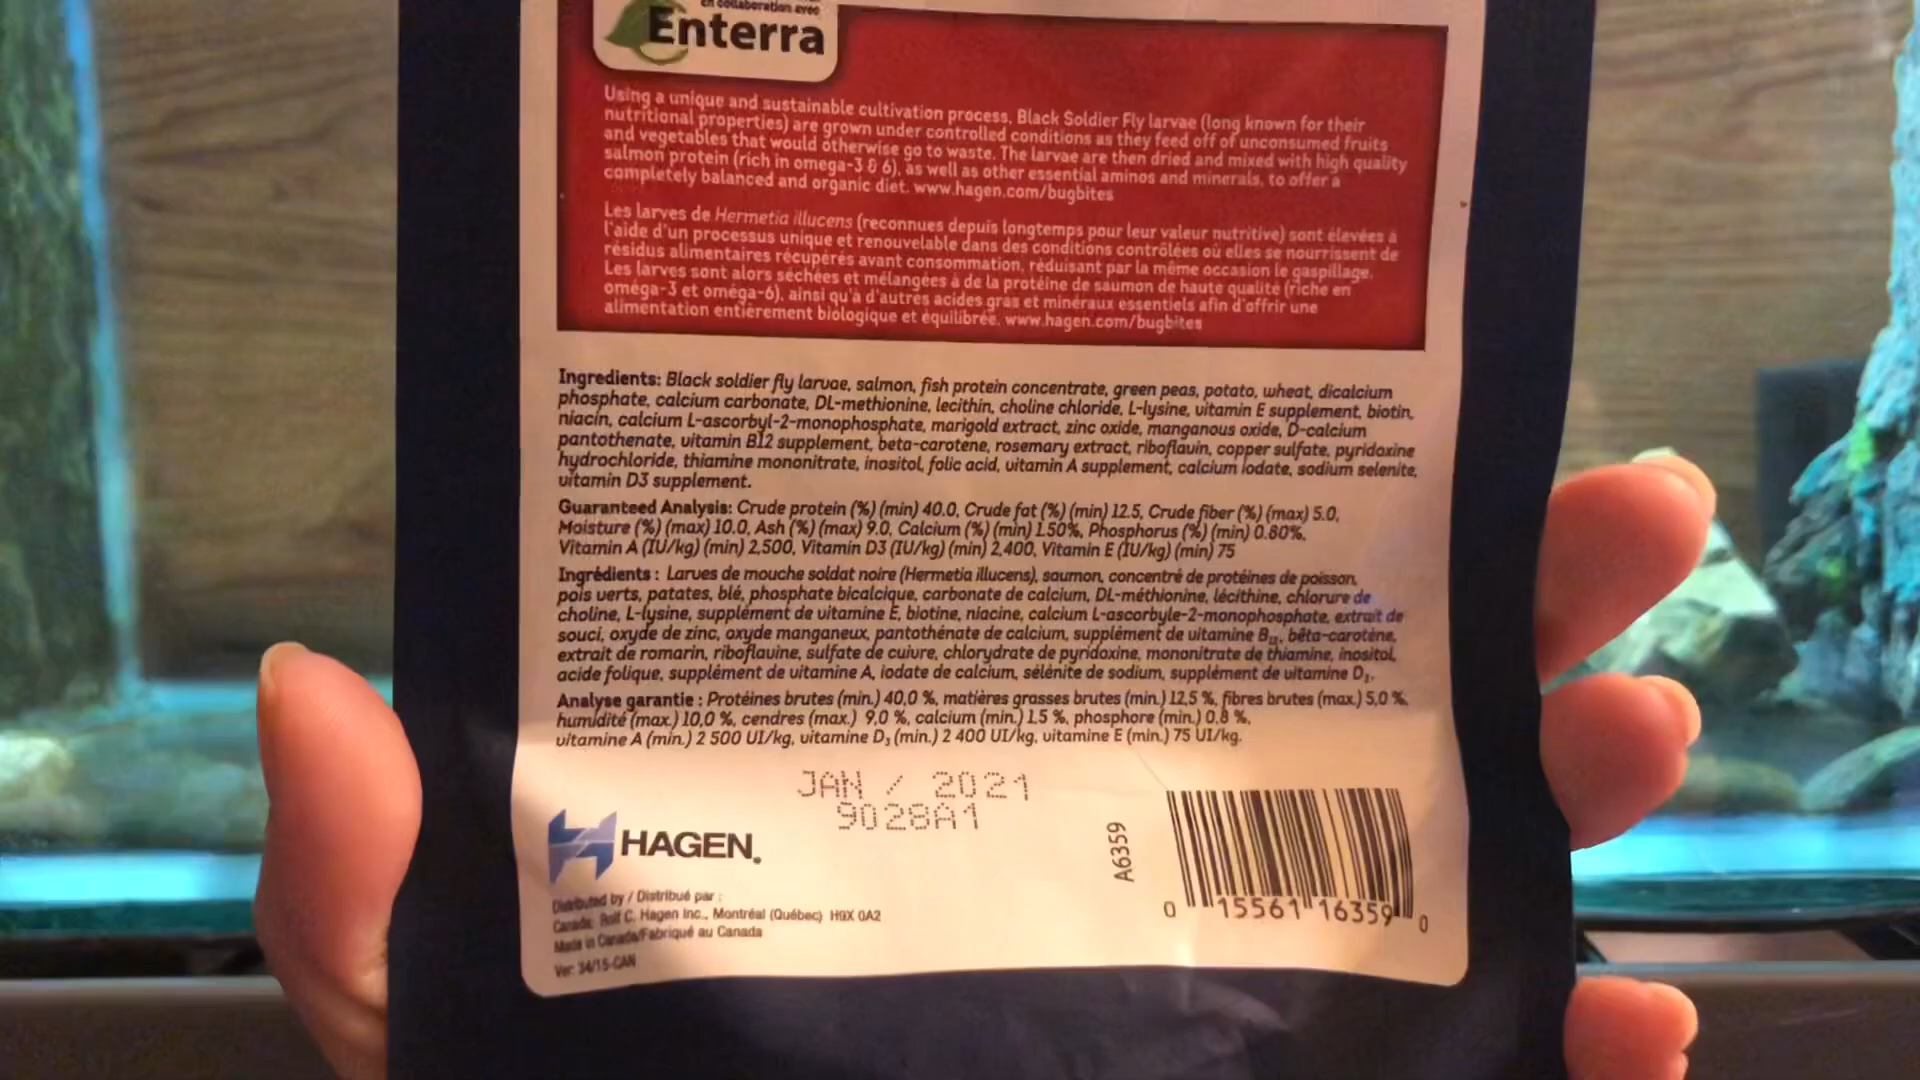 en collaboration avec
Enterra
Using a unique and sustainable cultivation process, Black Soldier Fly larvae (long known for their
nutritional properties) are grown under controlled conditions as they feed off of unconsumed fruits
and vegetables that would otherwise go to waste. The larvae are then dried and mixed with high quality
salmon protein (rich in omega-3 & 6), as well as other essential aminos and minerals, to offer a
completely balanced and organic diet. www.hagen.com/bugbites
Les larves de Hermetia illucens (reconnues depuis longtemps pour leur valeur nutritive) sont élevées à
l'aide d'un processus unique et renouvelable dans des conditions contrôlées où elles se nourrissent de
résidus alimentaires récupérés avant consommation, réduisant par la même occasion le gaspillage.
Les larves sont alors séchées et mélangées à de la protéine de saumon de haute qualité (riche en
oméga-3 et oméga-6), ainsi qu'à d'autres acides gras et minéraux essentiels afin d'offrir une
alimentation entièrement biologique et équilibrée. www.hagen.com/bugbites
Ingredients: Black soldier fly larvae, salmon, fish protein concentrate, green peas, potato, wheat, dicalcium
phosphate, calcium carbonate, DL-methionine, lecithin, choline chloride, L-lysine, vitamin E supplement, biotin,
niacin, calcium L-ascorbyl-2-monophosphate, marigold extract, zinc oxide, manganous oxide, D-calcium
pantothenate, vitamin B12 supplement, beta-carotene, rosemary extract, riboflavin, copper sulfate, pyridoxine
hydrochloride, thiamine mononitrate, inositol, folic acid, vitamin A supplement, calcium iodate, sodium selenite,
vitamin D3 supplement.
Guaranteed Analysis: Crude protein (%) (min) 40.0, Crude fat (%) (min) 12.5, Crude fiber (%) (max) 5.0,
Moisture (%) (max) 10.0, Ash (%) (max) 9.0, Calcium (%) (min) 1.50%, Phosphorus (%) (min) 0.80%,
Vitamin A (IU/kg) (min) 2,500, Vitamin D3 (IU/kg) (min) 2,400, Vitamin E (IU/kg) (min) 75
Ingrédients : Larves de mouche soldat noire (Hermetia illucens), saumon, concentré de protéines de poisson,
pois verts, patates, blé, phosphate bicalcique, carbonate de calcium, DL-méthionine, lécithine, chlorure de
choline, L-lysine, supplément de vitamine E, biotine, niacine, calcium L-ascorbyle-2-monophosphate, extrait de
souci, oxyde de zinc, oxyde manganeux, pantothénate de calcium, supplément de vitamine B₁₂, bêta-carotène,
extrait de romarin, riboflavine, sulfate de cuivre, chlorydrate de pyridoxine, mononitrate de thiamine, inositol,
acide folique, supplément de vitamine A, iodate de calcium, sélénite de sodium, supplément de vitamine D₃.
Analyse garantie : Protéines brutes (min.) 40,0 %, matières grasses brutes (min.) 12,5 %, fibres brutes (max.) 5,0 %,
humidité (max.) 10,0 %, cendres (max.) 9,0 %, calcium (min.) 1.5 %, phosphore (min.) 0.8 %,
vitamine A (min.) 2 500 UI/kg, vitamine D₃ (min.) 2 400 UI/kg, vitamine E (min.) 75 UI/kg.
JAN / 2021
9028A1
HAGEN.
Distributed by / Distribué par :
Canada: Rolf C. Hagen Inc., Montréal (Québec) H9X 0A2
Made in Canada/Fabriqué au Canada
Ver: 34/15-CAN
A6359
0 15561 16359 0